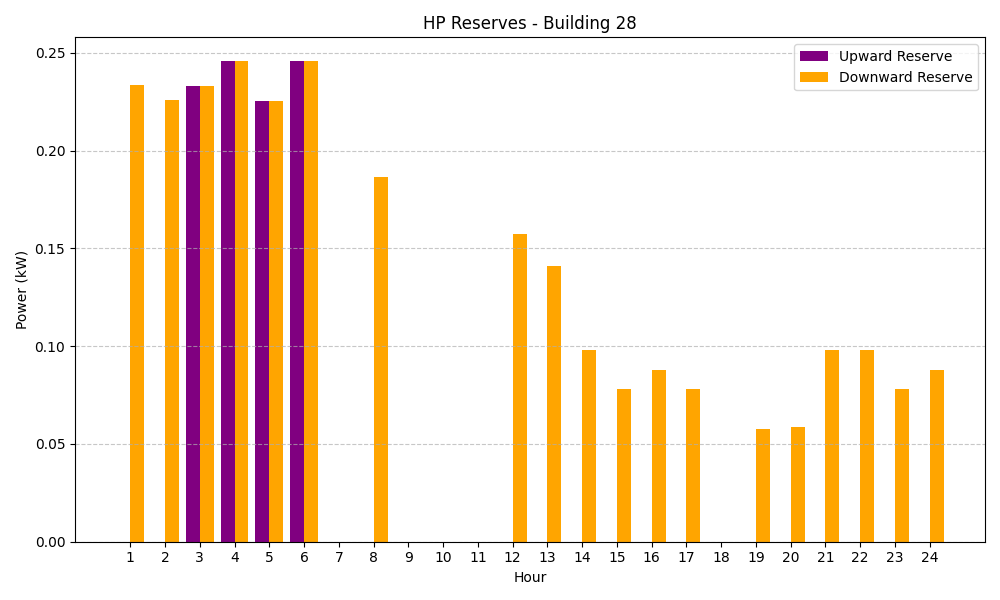 HP Reserves - Building 28
Upward Reserve
Downward Reserve
Power (kW)
0.25
0.20
0.15
0.10
0.05
0.00
1 2 3 4 5 6 7 8 9 10 11 12 13 14 15 16 17 18 19 20 21 22 23 24
Hour